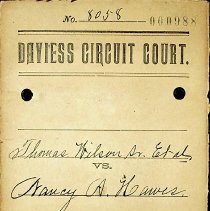 No. 8058 000988
DAVIESS CIRCUIT COURT.
Thomas Wilson Sr. Et al
VS.
Nancy D. Hawes.